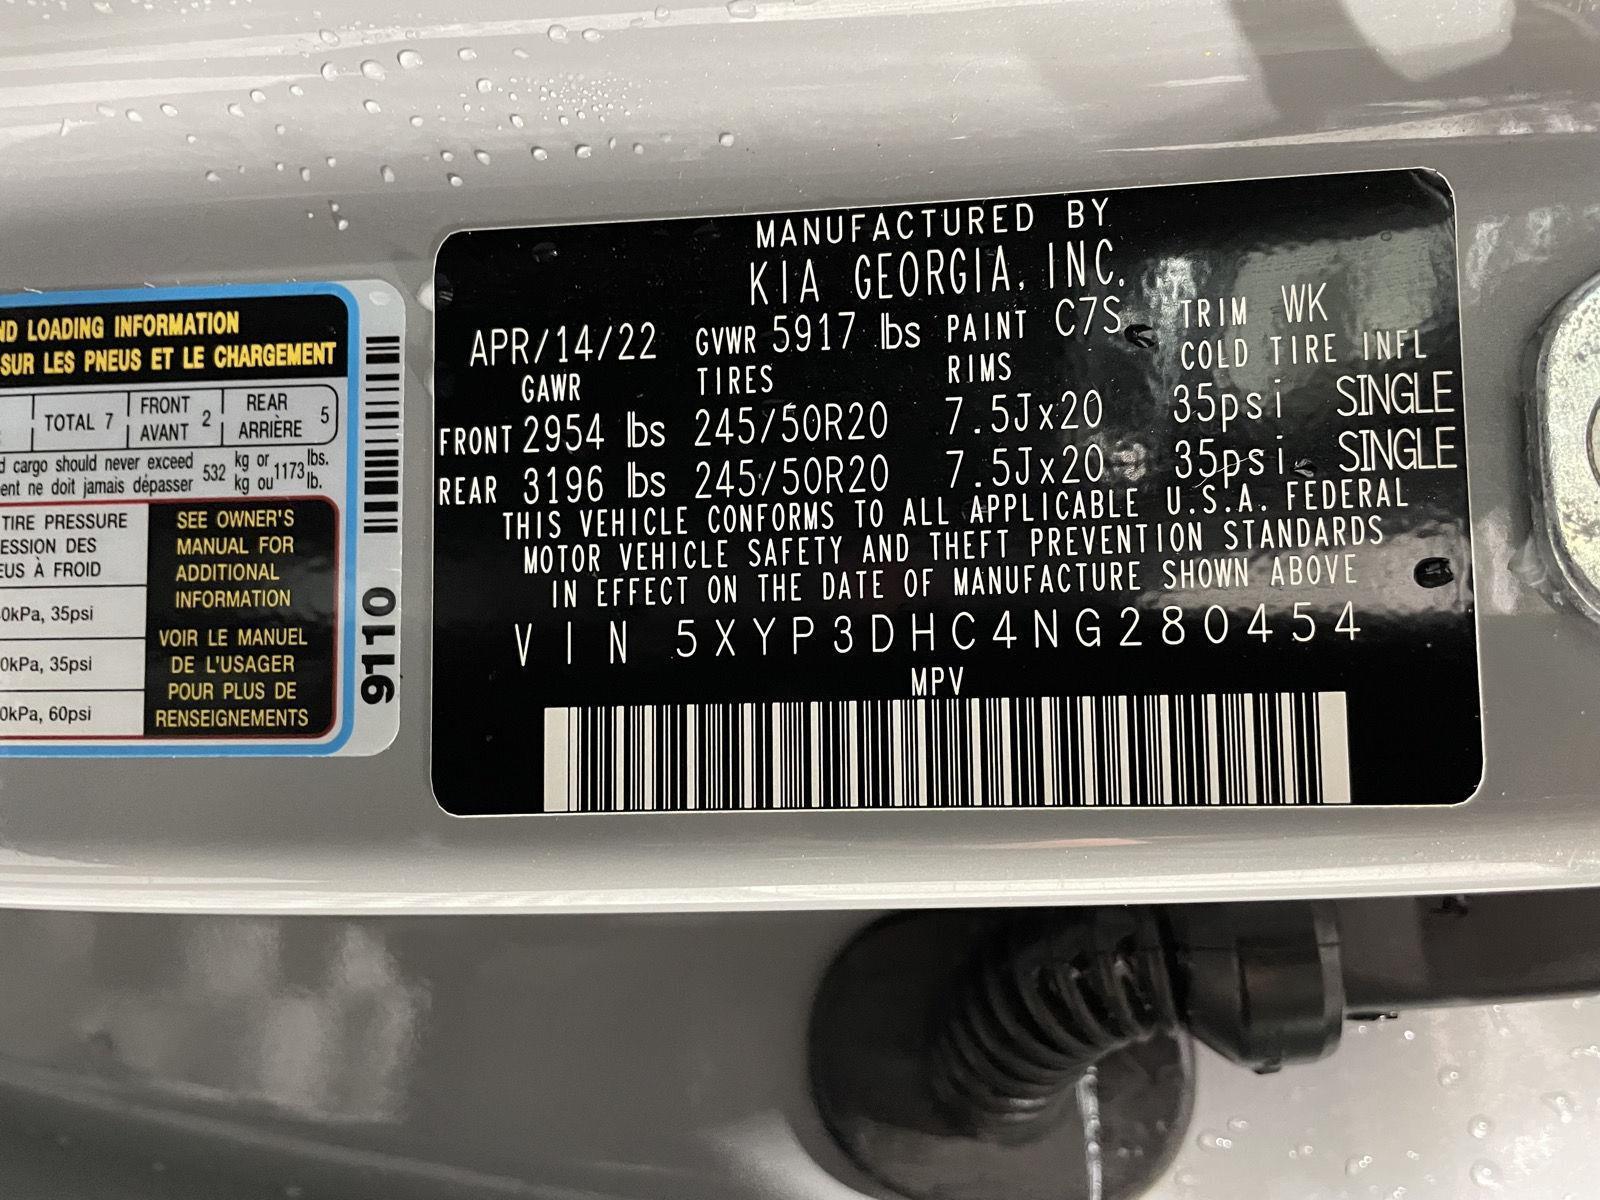 ND LOADING INFORMATION
SUR LES PNEUS ET LE CHARGEMENT
TOTAL 7 FRONT AVANT 2 REAR ARRIÈRE 5
cargo should never exceed 532 kg or 1173 lbs.
ent ne doit jamais dépasser kg ou lb.
TIRE PRESSURE
ESSION DES
EUS À FROID
0kPa, 35psi
0kPa, 35psi
0kPa, 60psi
SEE OWNER'S
MANUAL FOR
ADDITIONAL
INFORMATION
VOIR LE MANUEL
DE L'USAGER
POUR PLUS DE
RENSEIGNEMENTS
9110
MANUFACTURED BY
KIA GEORGIA, INC.
APR/14/22 GVWR 5917 lbs PAINT C7S TRIM WK
GAWR TIRES RIMS COLD TIRE INFL
FRONT 2954 lbs 245/50R20 7.5Jx20 35psi SINGLE
REAR 3196 lbs 245/50R20 7.5Jx20 35psi SINGLE
THIS VEHICLE CONFORMS TO ALL APPLICABLE U.S.A. FEDERAL
MOTOR VEHICLE SAFETY AND THEFT PREVENTION STANDARDS
IN EFFECT ON THE DATE OF MANUFACTURE SHOWN ABOVE
VIN 5XYP3DHC4NG280454
MPV